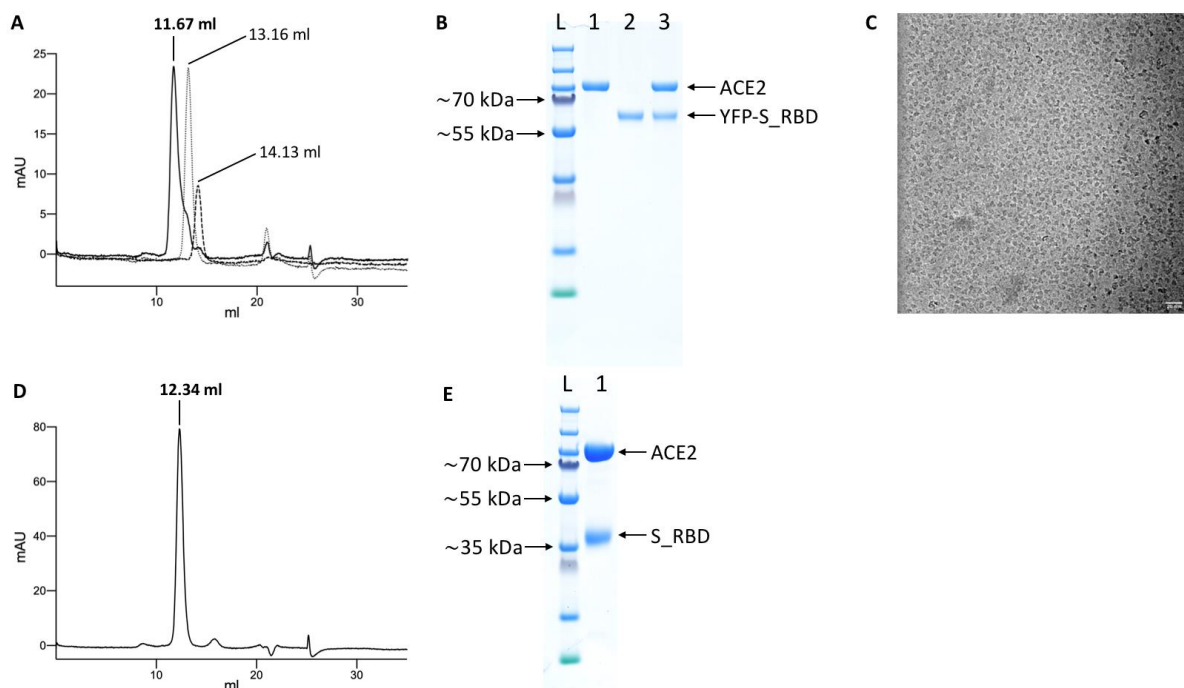 A
11.67 ml
13.16 ml
14.13 ml
25
20
15
10
5
0
mAU
10
20
30
ml
B
L 1 2 3
ACE2
~70 kDa
YFP-S_RBD
~55 kDa
C
D
12.34 ml
80
60
40
20
0
mAU
10
20
30
ml
E
L 1
ACE2
~70 kDa
~55 kDa
S_RBD
~35 kDa